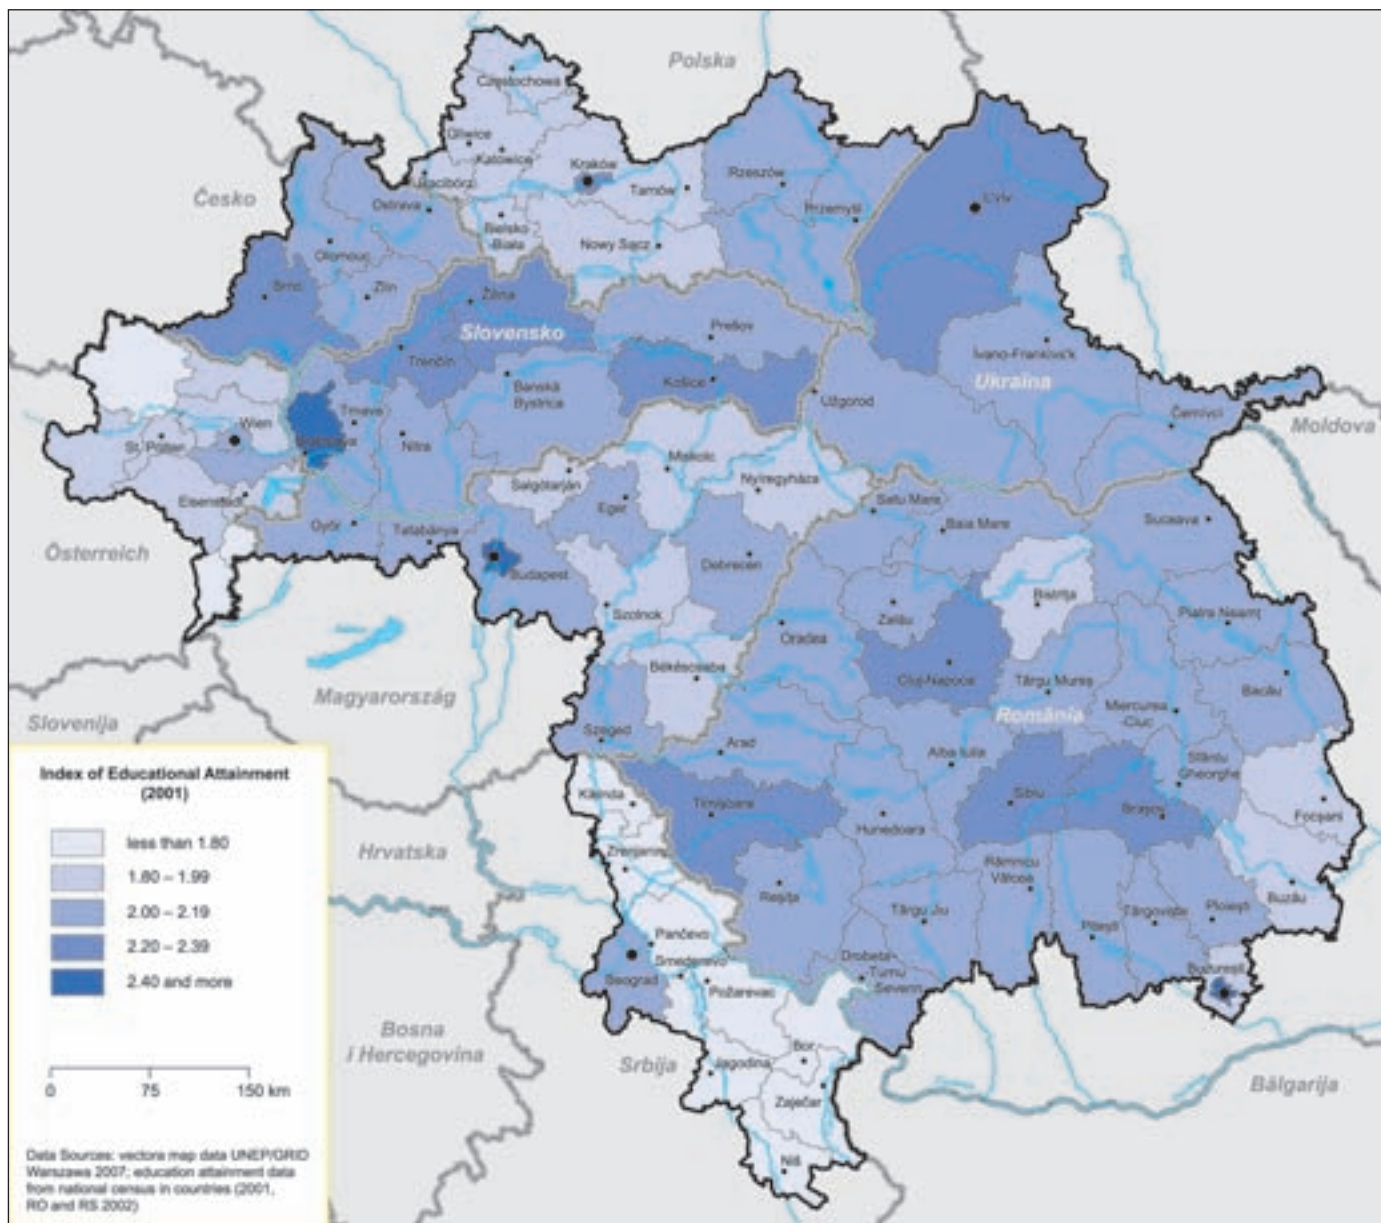 Polska
Częstochowa
Gliwice
Katowice
Kraków
Racibórz
Tarnów
Rzeszów
Przemyśl
L'viv
Česko
Ostrava
Bielsko
Biała
Nowy Sącz
Olomouc
Brno
Zlín
Žilina
Slovensko
Prešov
Ivano-Frankivs'k
Ukraïna
Trenčín
Košice
Banská
Bystrica
Užgorod
Černivci
Moldova
Wien
Trnava
St. Pölten
Bratislava
Nitra
Miskolc
Salgótarján
Nyíregyháza
Eisenstadt
Eger
Satu Mare
Győr
Tatabánya
Baia Mare
Suceava
Österreich
Budapest
Debrecen
Bistrița
Szolnok
Zalău
Piatra Neamț
Oradea
Békéscsaba
Cluj-Napoca
Târgu Mureș
Bacău
Magyarország
Mercurea
-Ciuc
România
Slovenija
Szeged
Arad
Alba Iulia
Sfântu
Gheorghe
Index of Educational Attainment
(2001)
Kikinda
Timișoara
Sibiu
Brașov
Focșani
Hunedoara
less than 1.80
Hrvatska
Zrenjanin
1.80 – 1.99
Râmnicu
Vâlcea
Reșița
Buzău
2.00 – 2.19
Târgu Jiu
Târgoviște
Ploiești
Pitești
2.20 – 2.39
Pančevo
Drobeta-
Turnu
Severin
Smederevo
București
2.40 and more
Beograd
Požarevac
Bosna
i Hercegovina
Srbija
Bor
Jagodina
0 75 150 km
Zaječar
Bălgarija
Niš
Data Sources: vectora map data UNEP/GRID
Warszawa 2007; education attainment data
from national census in countries (2001,
RO and RS 2002)